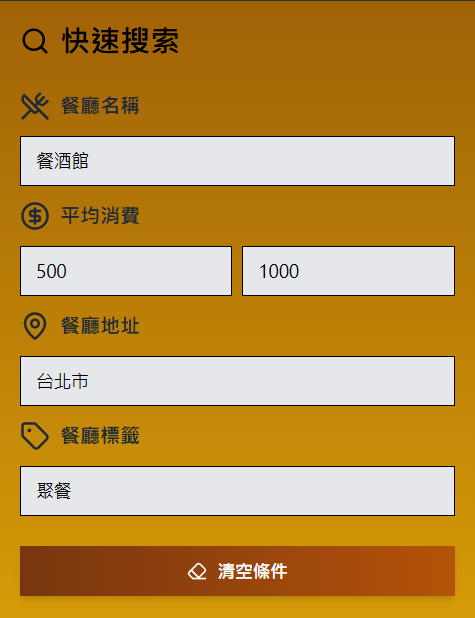 快速搜索
餐廳名稱
餐酒館
平均消費
500 1000
餐廳地址
台北市
餐廳標籤
聚餐
清空條件